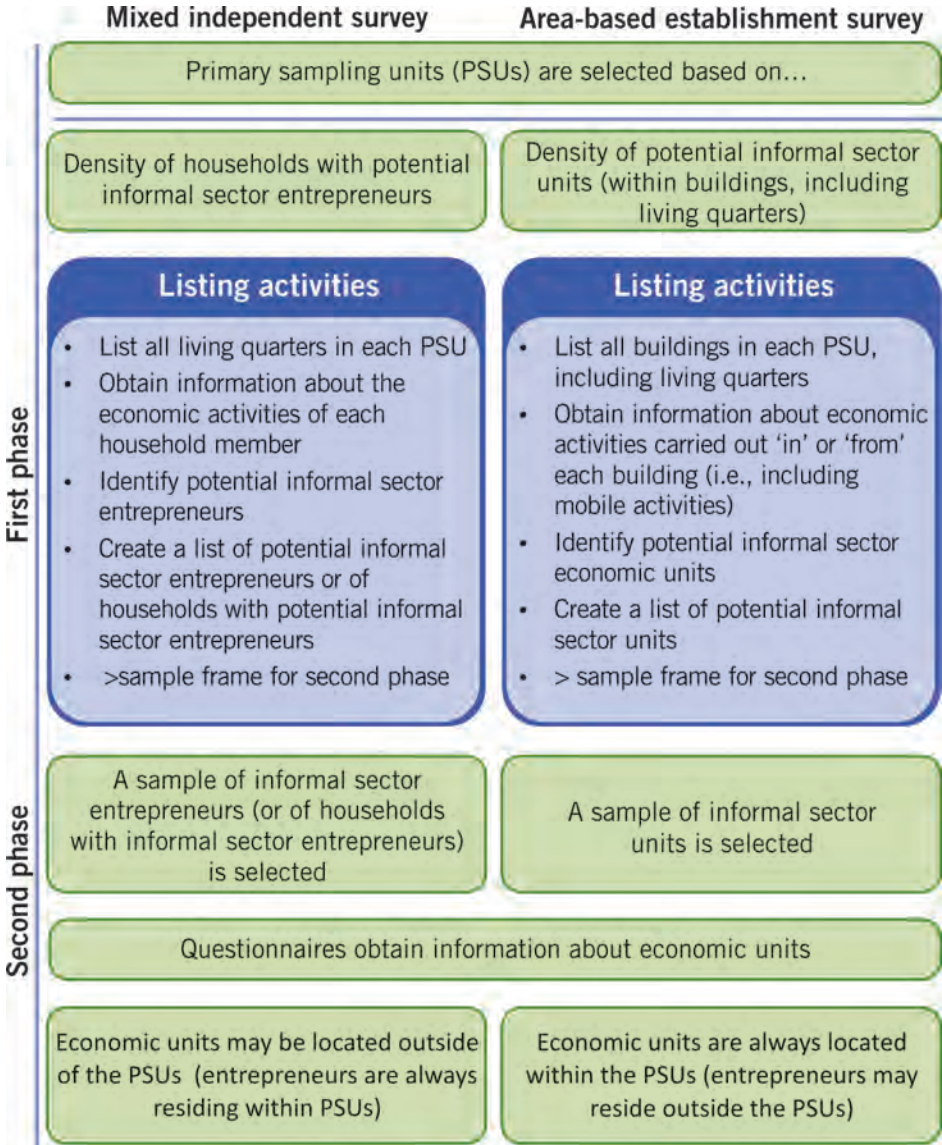 Mixed independent survey
Area-based establishment survey
Primary sampling units (PSUs) are selected based on…
First phase
Density of households with potential
informal sector entrepreneurs
Density of potential informal sector
units (within buildings, including
living quarters)
Listing activities
• List all living quarters in each PSU
• Obtain information about the
economic activities of each
household member
• Identify potential informal sector
entrepreneurs
• Create a list of potential informal
sector entrepreneurs or of
households with potential informal
sector entrepreneurs
• >sample frame for second phase
Listing activities
• List all buildings in each PSU,
including living quarters
• Obtain information about economic
activities carried out ‘in’ or ‘from’
each building (i.e., including
mobile activities)
• Identify potential informal sector
economic units
• Create a list of potential informal
sector units
• > sample frame for second phase
Second phase
A sample of informal sector
entrepreneurs (or of households
with informal sector entrepreneurs)
is selected
A sample of informal sector
units is selected
Questionnaires obtain information about economic units
Economic units may be located outside
of the PSUs (entrepreneurs are always
residing within PSUs)
Economic units are always located
within the PSUs (entrepreneurs may
reside outside the PSUs)